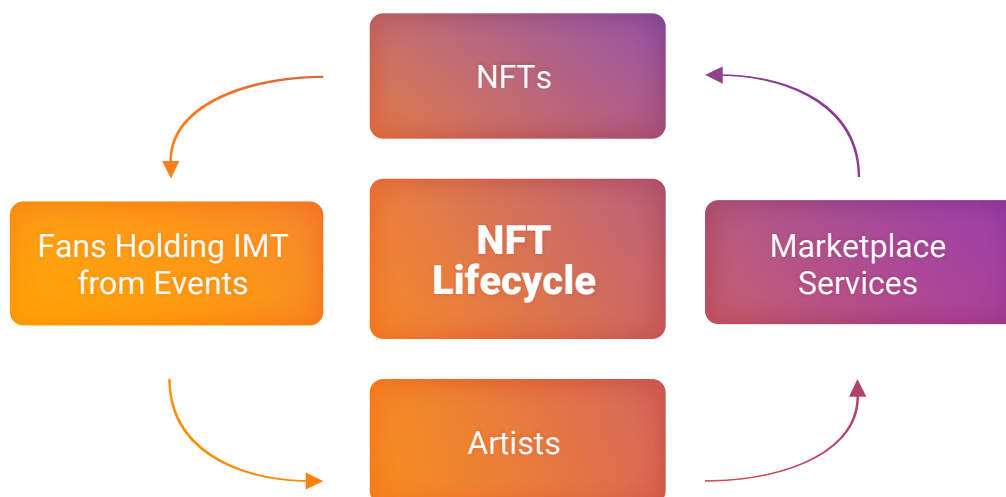 NFTs
Fans Holding IMT
from Events
NFT
Lifecycle
Marketplace
Services
Artists